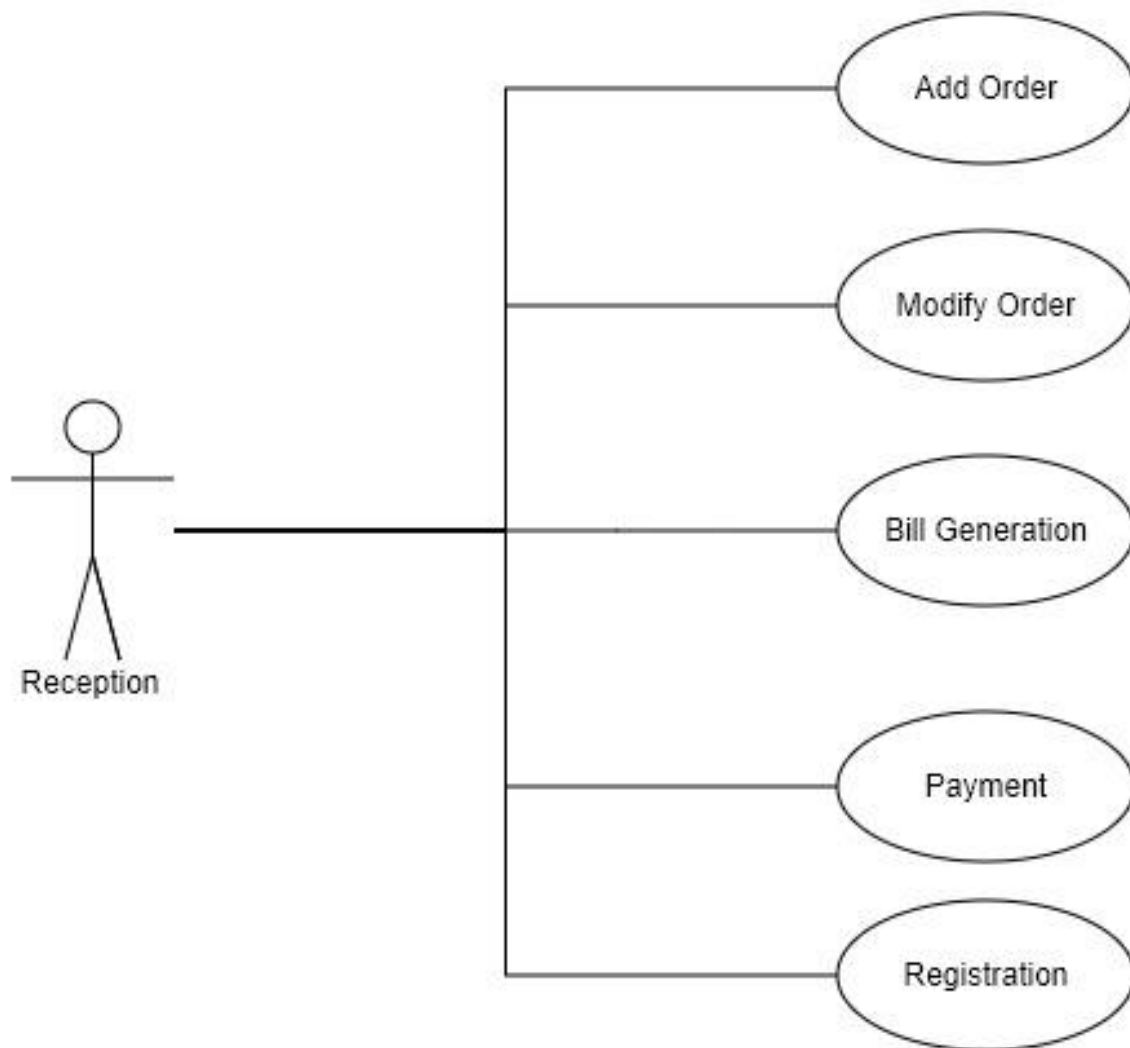 Add Order
Modify Order
Bill Generation
Reception
Payment
Registration